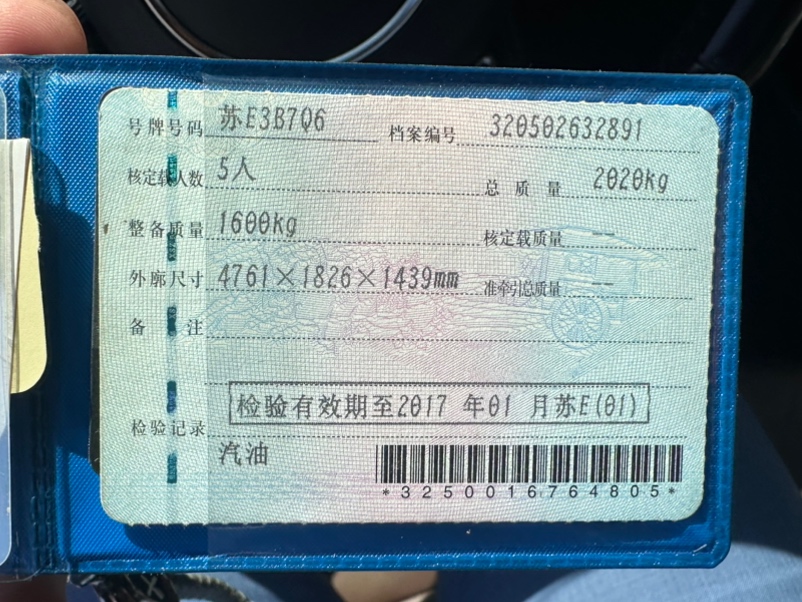 号牌号码 苏E3B7Q6 档案编号 320502632891
核定载人数 5人 总质量 2020kg
整备质量 1600kg 核定载质量 --
外廓尺寸 4761×1826×1439mm 准牵引总质量 --
备注
检验记录 检验有效期至2017 年01 月苏E(01)
汽油
*3250016764805*